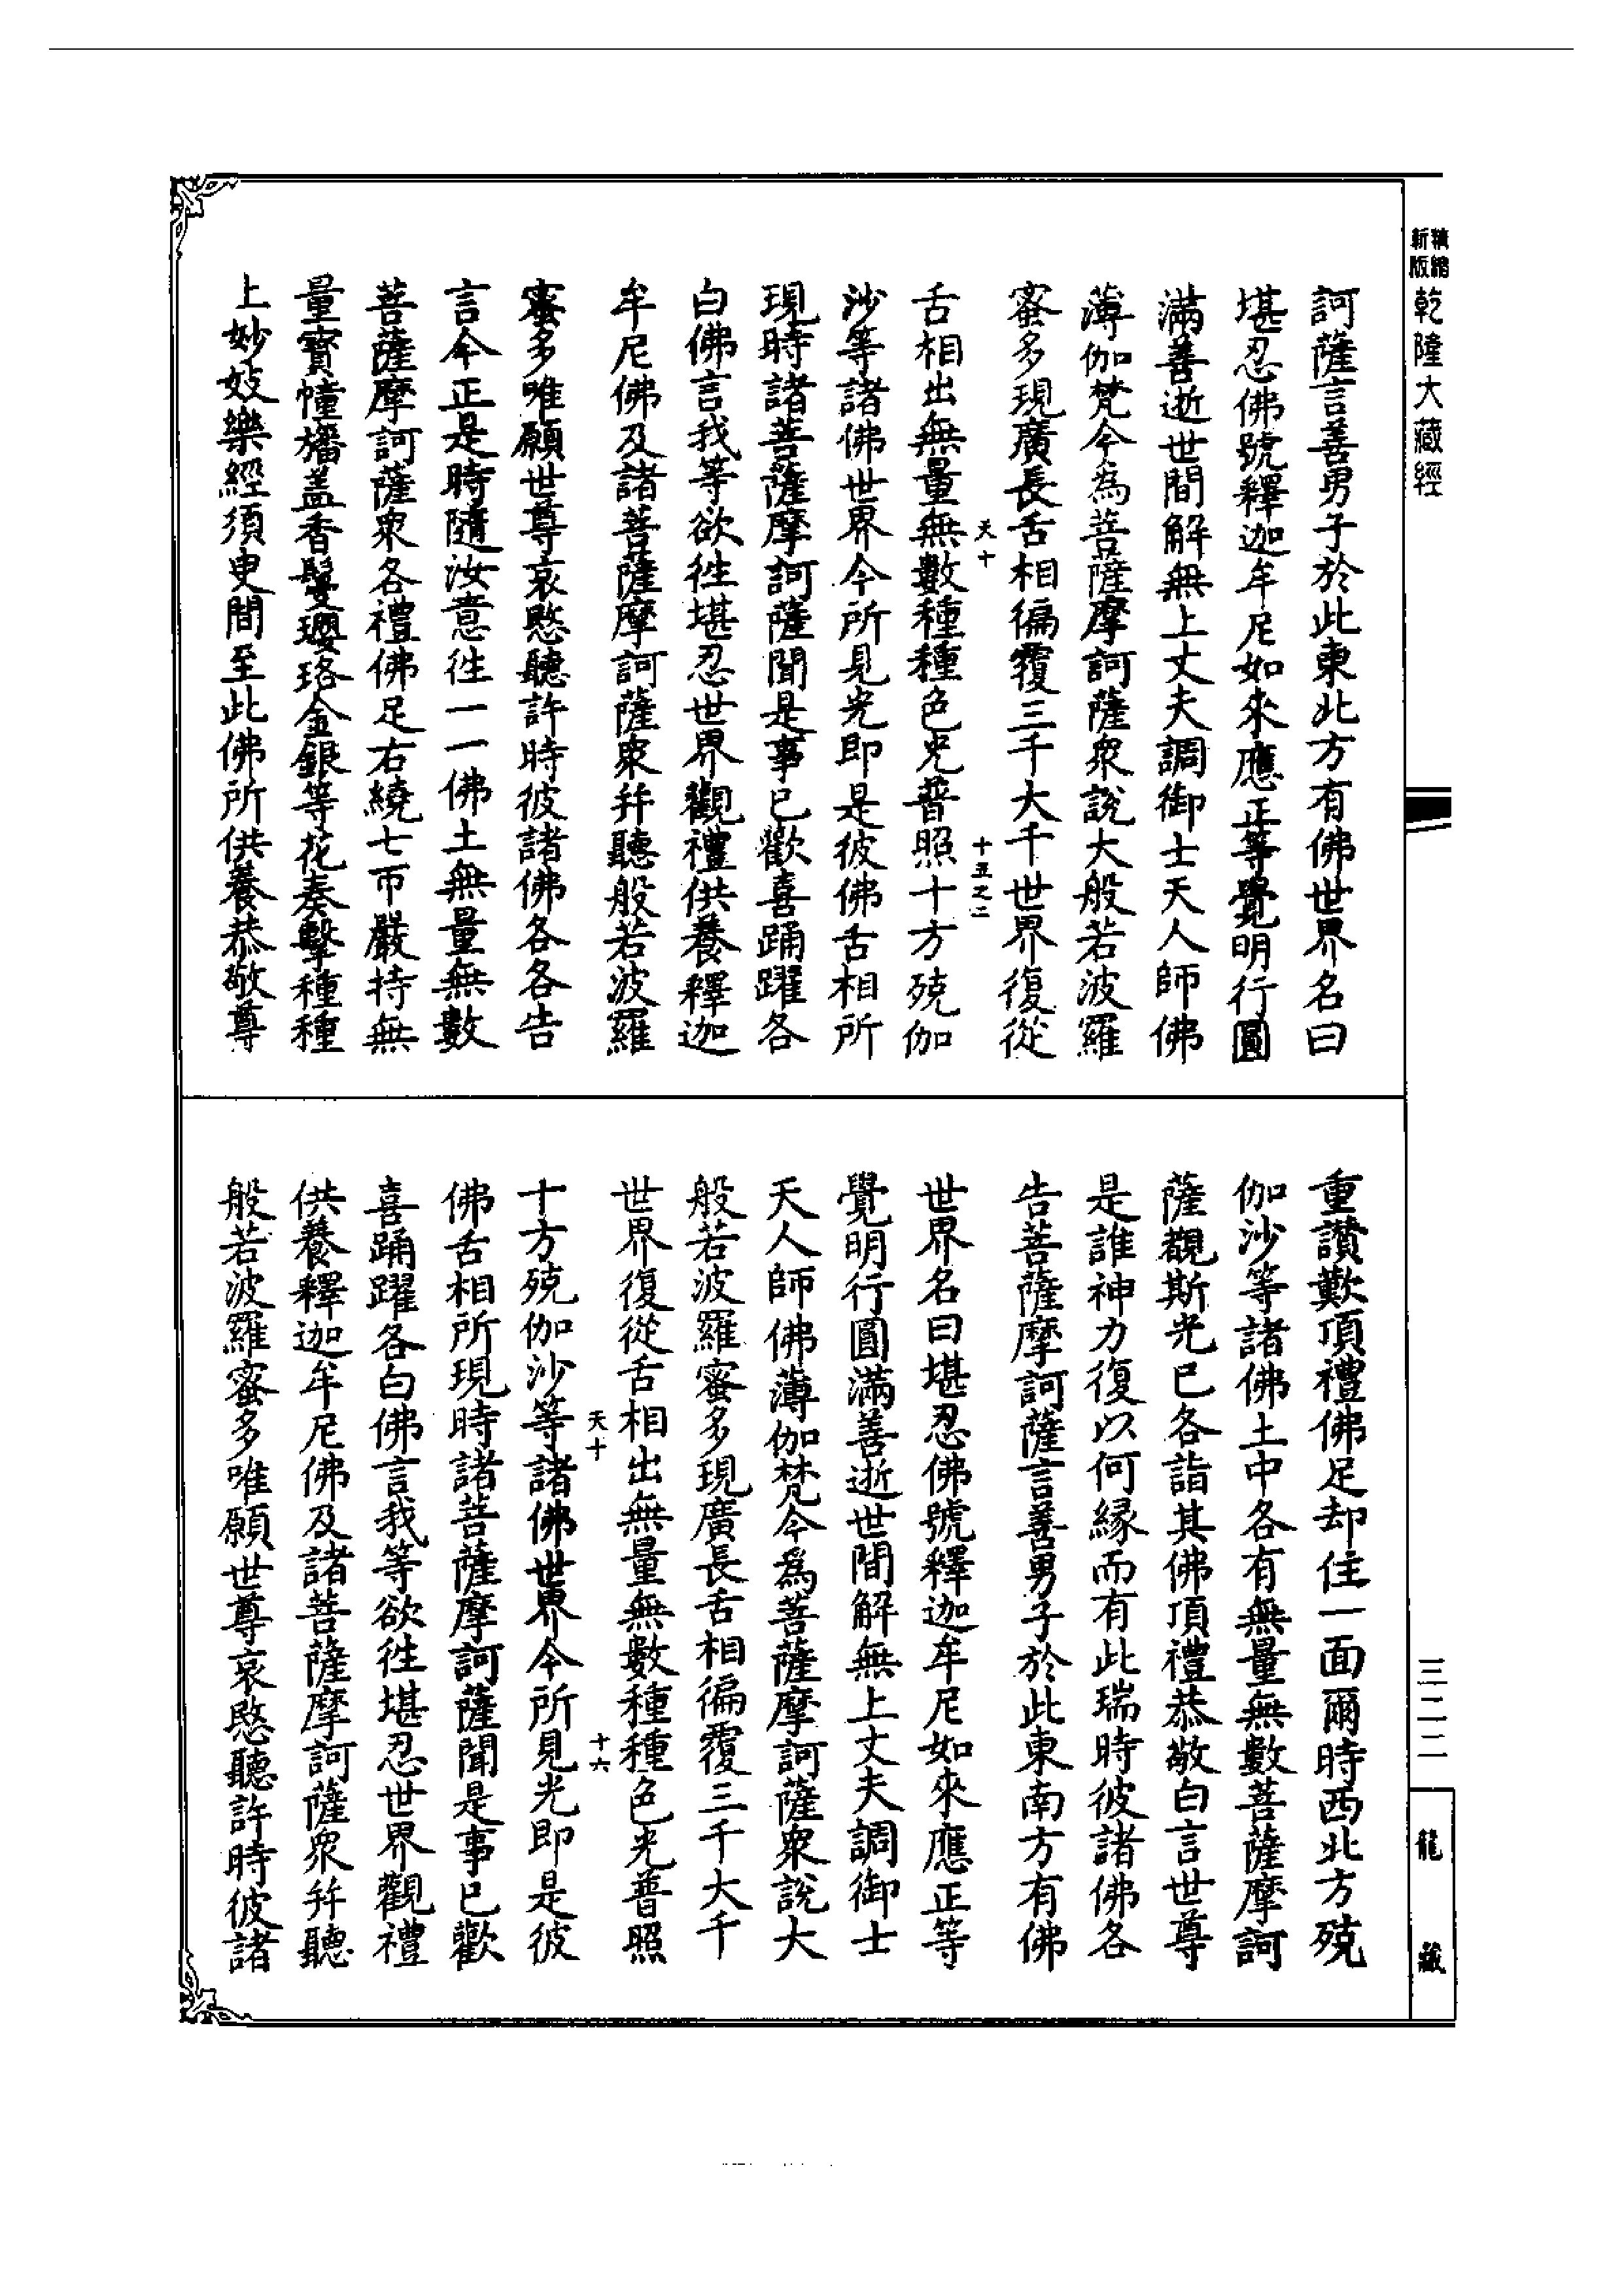 新版精縮乾隆大藏經
訶薩言善男子於此東北方有佛世界名曰
堪忍佛號釋迦牟尼如來應正等覺明行圓
滿善逝世間解無上丈夫調御士天人師佛
薄伽梵今為菩薩摩訶薩衆說大般若波羅
蜜多現廣長舌相徧覆三千大千世界復從
天十 十五之二
舌相出無量無數種種色光普照十方殑伽
沙等諸佛世界今所見光即是彼佛舌相所
現時諸菩薩摩訶薩聞是事已歡喜踊躍各
白佛言我等欲徃堪忍世界觀禮供養釋迦
牟尼佛及諸菩薩摩訶薩衆并聽般若波羅
蜜多唯願世尊哀愍聽許時彼諸佛各各告
言今正是時隨汝意徃一一佛土無量無數
菩薩摩訶薩衆各禮佛足右繞七帀嚴持無
量寶幢旛盖香鬘瓔珞金銀等花奏擊種種
上妙妓樂經須臾間至此佛所供養恭敬尊
重讚歎頂禮佛足却住一面爾時西北方殑
伽沙等諸佛土中各有無量無數菩薩摩訶
薩覩斯光已各詣其佛頂禮恭敬白言世尊
是誰神力復以何緣而有此瑞時彼諸佛各
告菩薩摩訶薩言善男子於此東南方有佛
世界名曰堪忍佛號釋迦牟尼如來應正等
覺明行圓滿善逝世間解無上丈夫調御士
天人師佛薄伽梵今爲菩薩摩訶薩衆說大
般若波羅蜜多現廣長舌相徧覆三千大千
世界復從舌相出無量無數種種色光普照
天十 十六
十方殑伽沙等諸佛世界今所見光即是彼
佛舌相所現時諸菩薩摩訶薩聞是事已歡
喜踊躍各白佛言我等欲徃堪忍世界觀禮
供養釋迦牟尼佛及諸菩薩摩訶薩衆并聽
般若波羅蜜多唯願世尊哀愍聽許時彼諸
三二二
龍藏